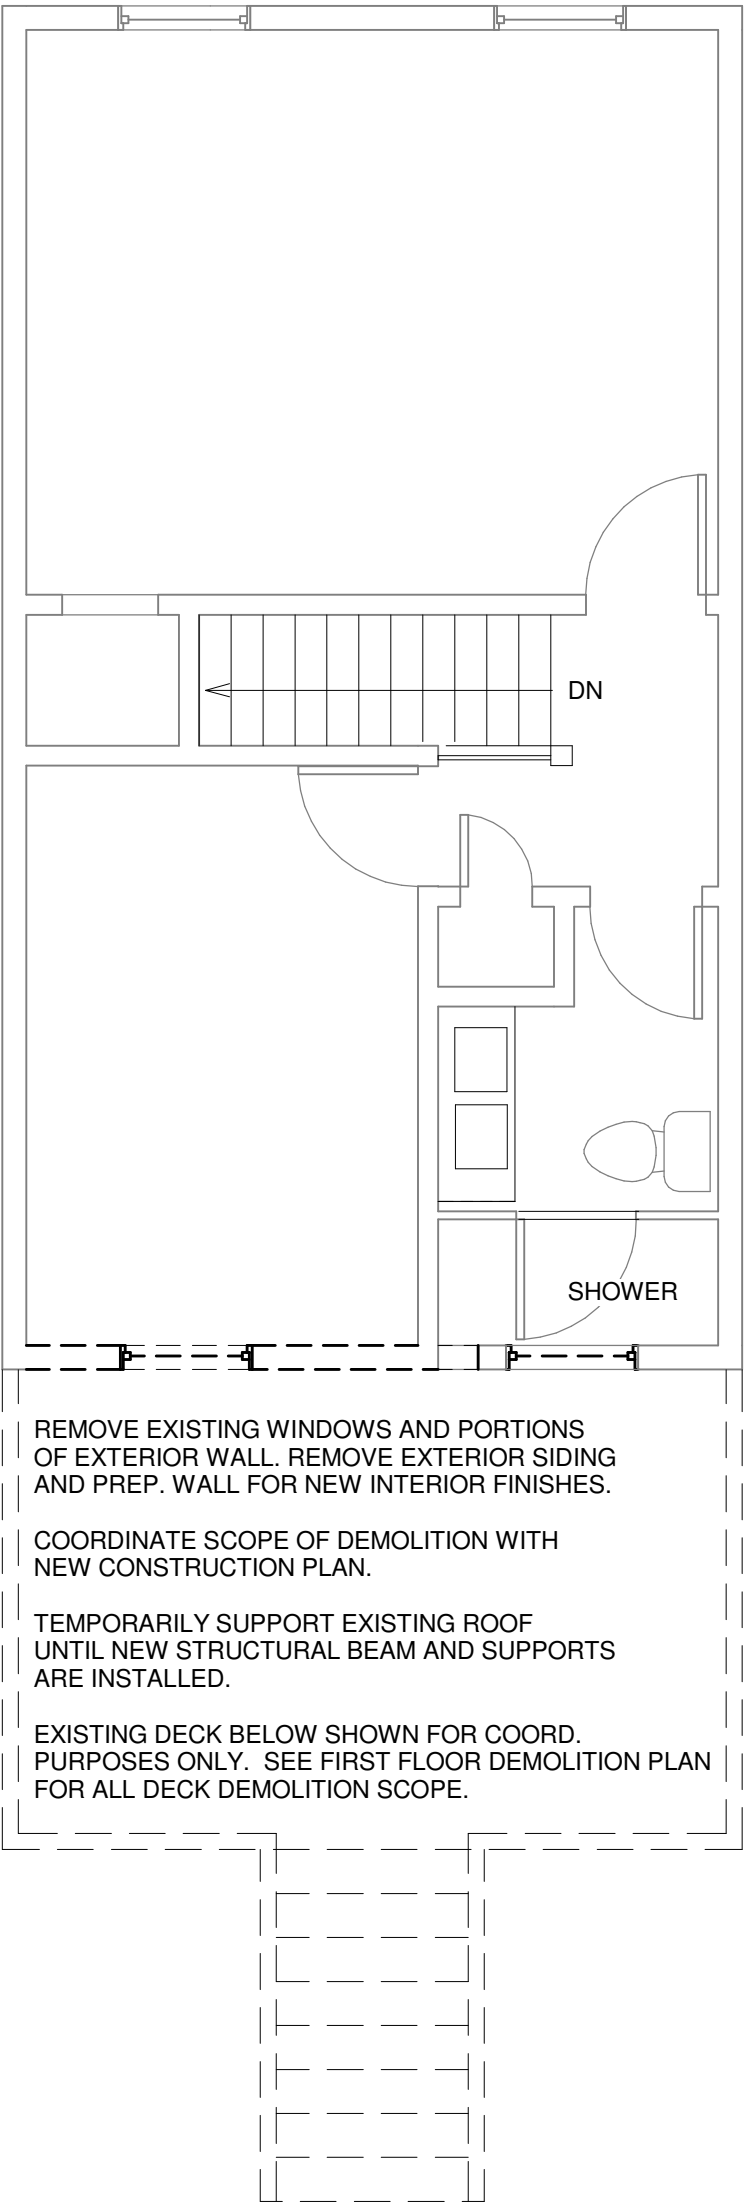 DN
SHOWER
REMOVE EXISTING WINDOWS AND PORTIONS
OF EXTERIOR WALL. REMOVE EXTERIOR SIDING
AND PREP. WALL FOR NEW INTERIOR FINISHES.
COORDINATE SCOPE OF DEMOLITION WITH
NEW CONSTRUCTION PLAN.
TEMPORARILY SUPPORT EXISTING ROOF
UNTIL NEW STRUCTURAL BEAM AND SUPPORTS
ARE INSTALLED.
EXISTING DECK BELOW SHOWN FOR COORD.
PURPOSES ONLY. SEE FIRST FLOOR DEMOLITION PLAN
FOR ALL DECK DEMOLITION SCOPE.